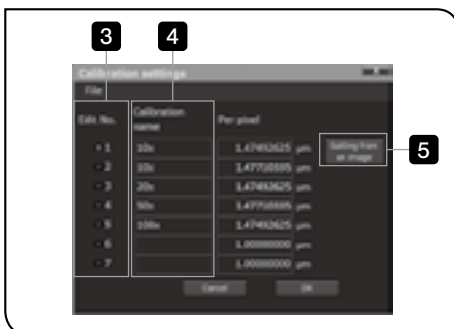 3 4
Calibration settings
File
Edit No. Calibration name Per pixel
1 10x 1.47492625 µm Setting from an image 5
2 10x 1.47710935 µm
3 20x 1.47492625 µm
4 50x 1.47710935 µm
5 100x 1.47492625 µm
6 1.00000000 µm
7 1.00000000 µm
Cancel OK